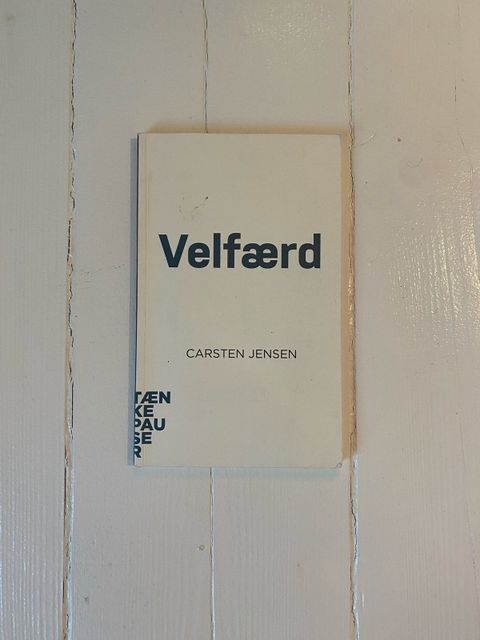 Velfærd
CARSTEN JENSEN
TÆN
KE
PAU
SE
R